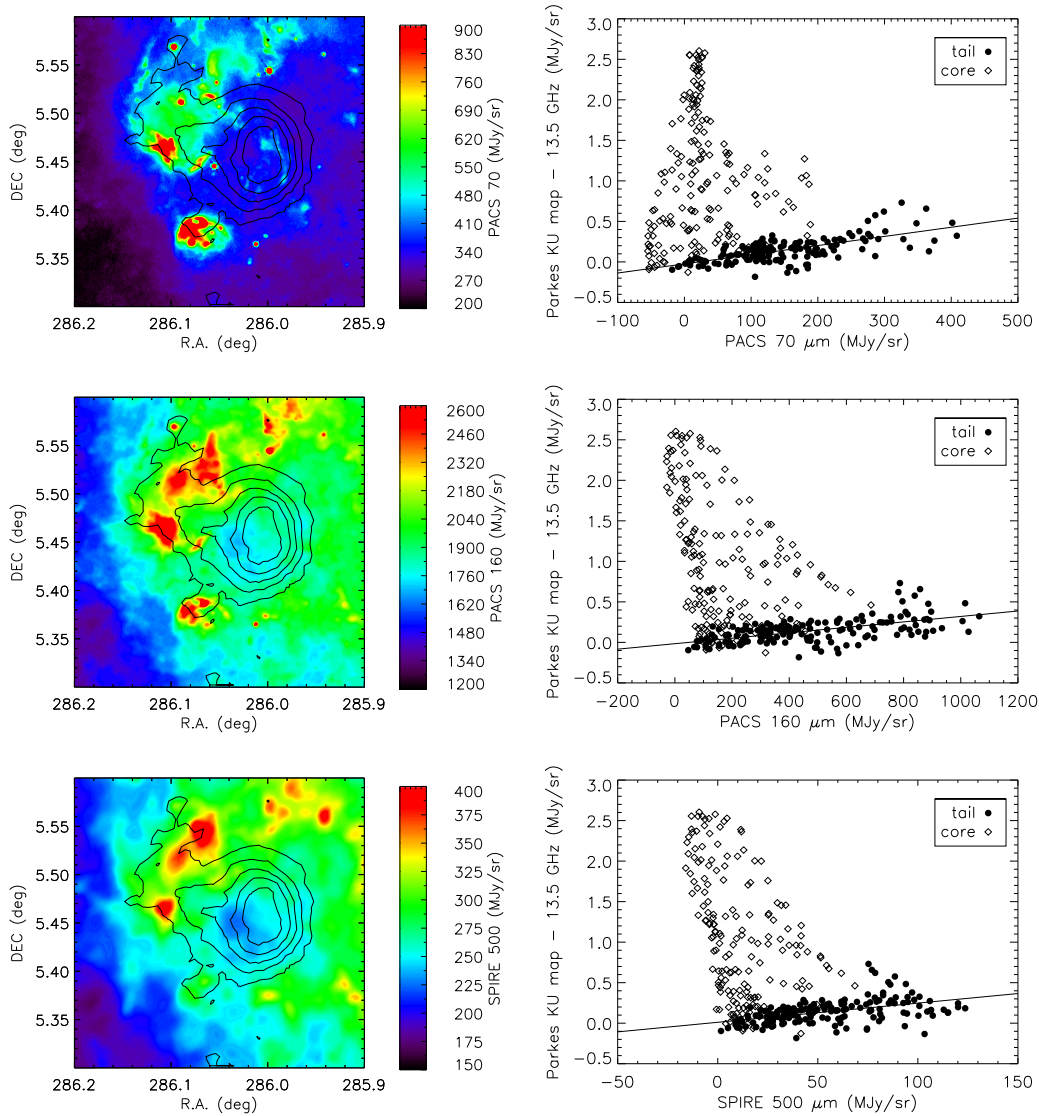 5.55
5.50
5.45
5.40
5.35
DEC (deg)
286.2 286.1 286.0 285.9
R.A. (deg)
900
830
760
690
620
550
480
410
340
270
200
PACS 70 (MJy/sr)
3.0
2.5
2.0
1.5
1.0
0.5
0.0
−0.5
Parkes KU map − 13.5 GHz (MJy/sr)
tail
core
−100 0 100 200 300 400 500
PACS 70 μm (MJy/sr)
5.55
5.50
5.45
5.40
5.35
DEC (deg)
286.2 286.1 286.0 285.9
R.A. (deg)
2600
2460
2320
2180
2040
1900
1760
1620
1480
1340
1200
PACS 160 (MJy/sr)
3.0
2.5
2.0
1.5
1.0
0.5
0.0
−0.5
Parkes KU map − 13.5 GHz (MJy/sr)
tail
core
−200 0 200 400 600 800 1000 1200
PACS 160 μm (MJy/sr)
5.55
5.50
5.45
5.40
5.35
DEC (deg)
286.2 286.1 286.0 285.9
R.A. (deg)
400
375
350
325
300
275
250
225
200
175
150
SPIRE 500 (MJy/sr)
3.0
2.5
2.0
1.5
1.0
0.5
0.0
−0.5
Parkes KU map − 13.5 GHz (MJy/sr)
tail
core
−50 0 50 100 150
SPIRE 500 μm (MJy/sr)